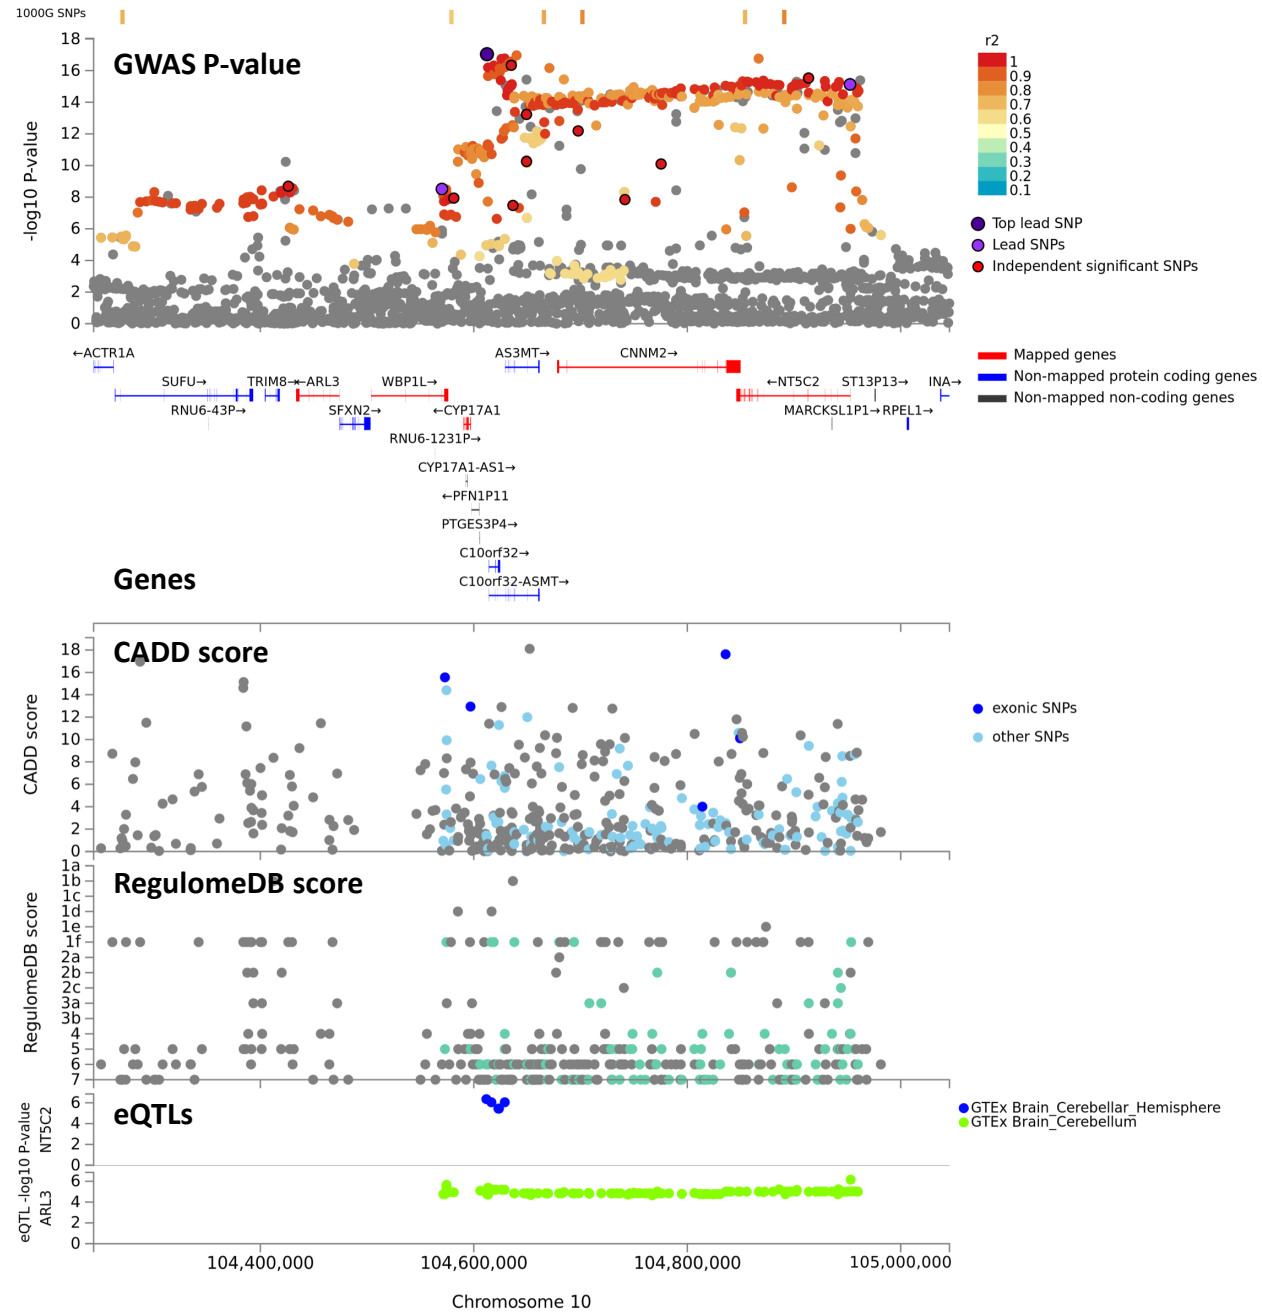 1000G SNPs
GWAS P-value
-log10 P-value
18
16
14
12
10
8
6
4
2
0
r2
1
0.9
0.8
0.7
0.6
0.5
0.4
0.3
0.2
0.1
Top lead SNP
Lead SNPs
Independent significant SNPs
←ACTR1A
AS3MT→
CNNM2→
SUFU→
TRIM8→
←ARL3
WBP1L→
←NT5C2
ST13P13→
INA→
RNU6-43P→
SFXN2→
←CYP17A1
MARCKSL1P1→
RPEL1→
RNU6-1231P→
CYP17A1-AS1→
←PFN1P11
PTGES3P4→
C10orf32→
C10orf32-ASMT→
Mapped genes
Non-mapped protein coding genes
Non-mapped non-coding genes
Genes
CADD score
CADD score
18
16
14
12
10
8
6
4
2
0
exonic SNPs
other SNPs
RegulomeDB score
RegulomeDB score
1a
1b
1c
1d
1e
1f
2a
2b
2c
3a
3b
4
5
6
7
eQTLs
eQTL -log10 P-value
NT5C2
6
4
2
0
ARL3
6
4
2
0
GTEx Brain_Cerebellar_Hemisphere
GTEx Brain_Cerebellum
104,400,000
104,600,000
104,800,000
105,000,000
Chromosome 10